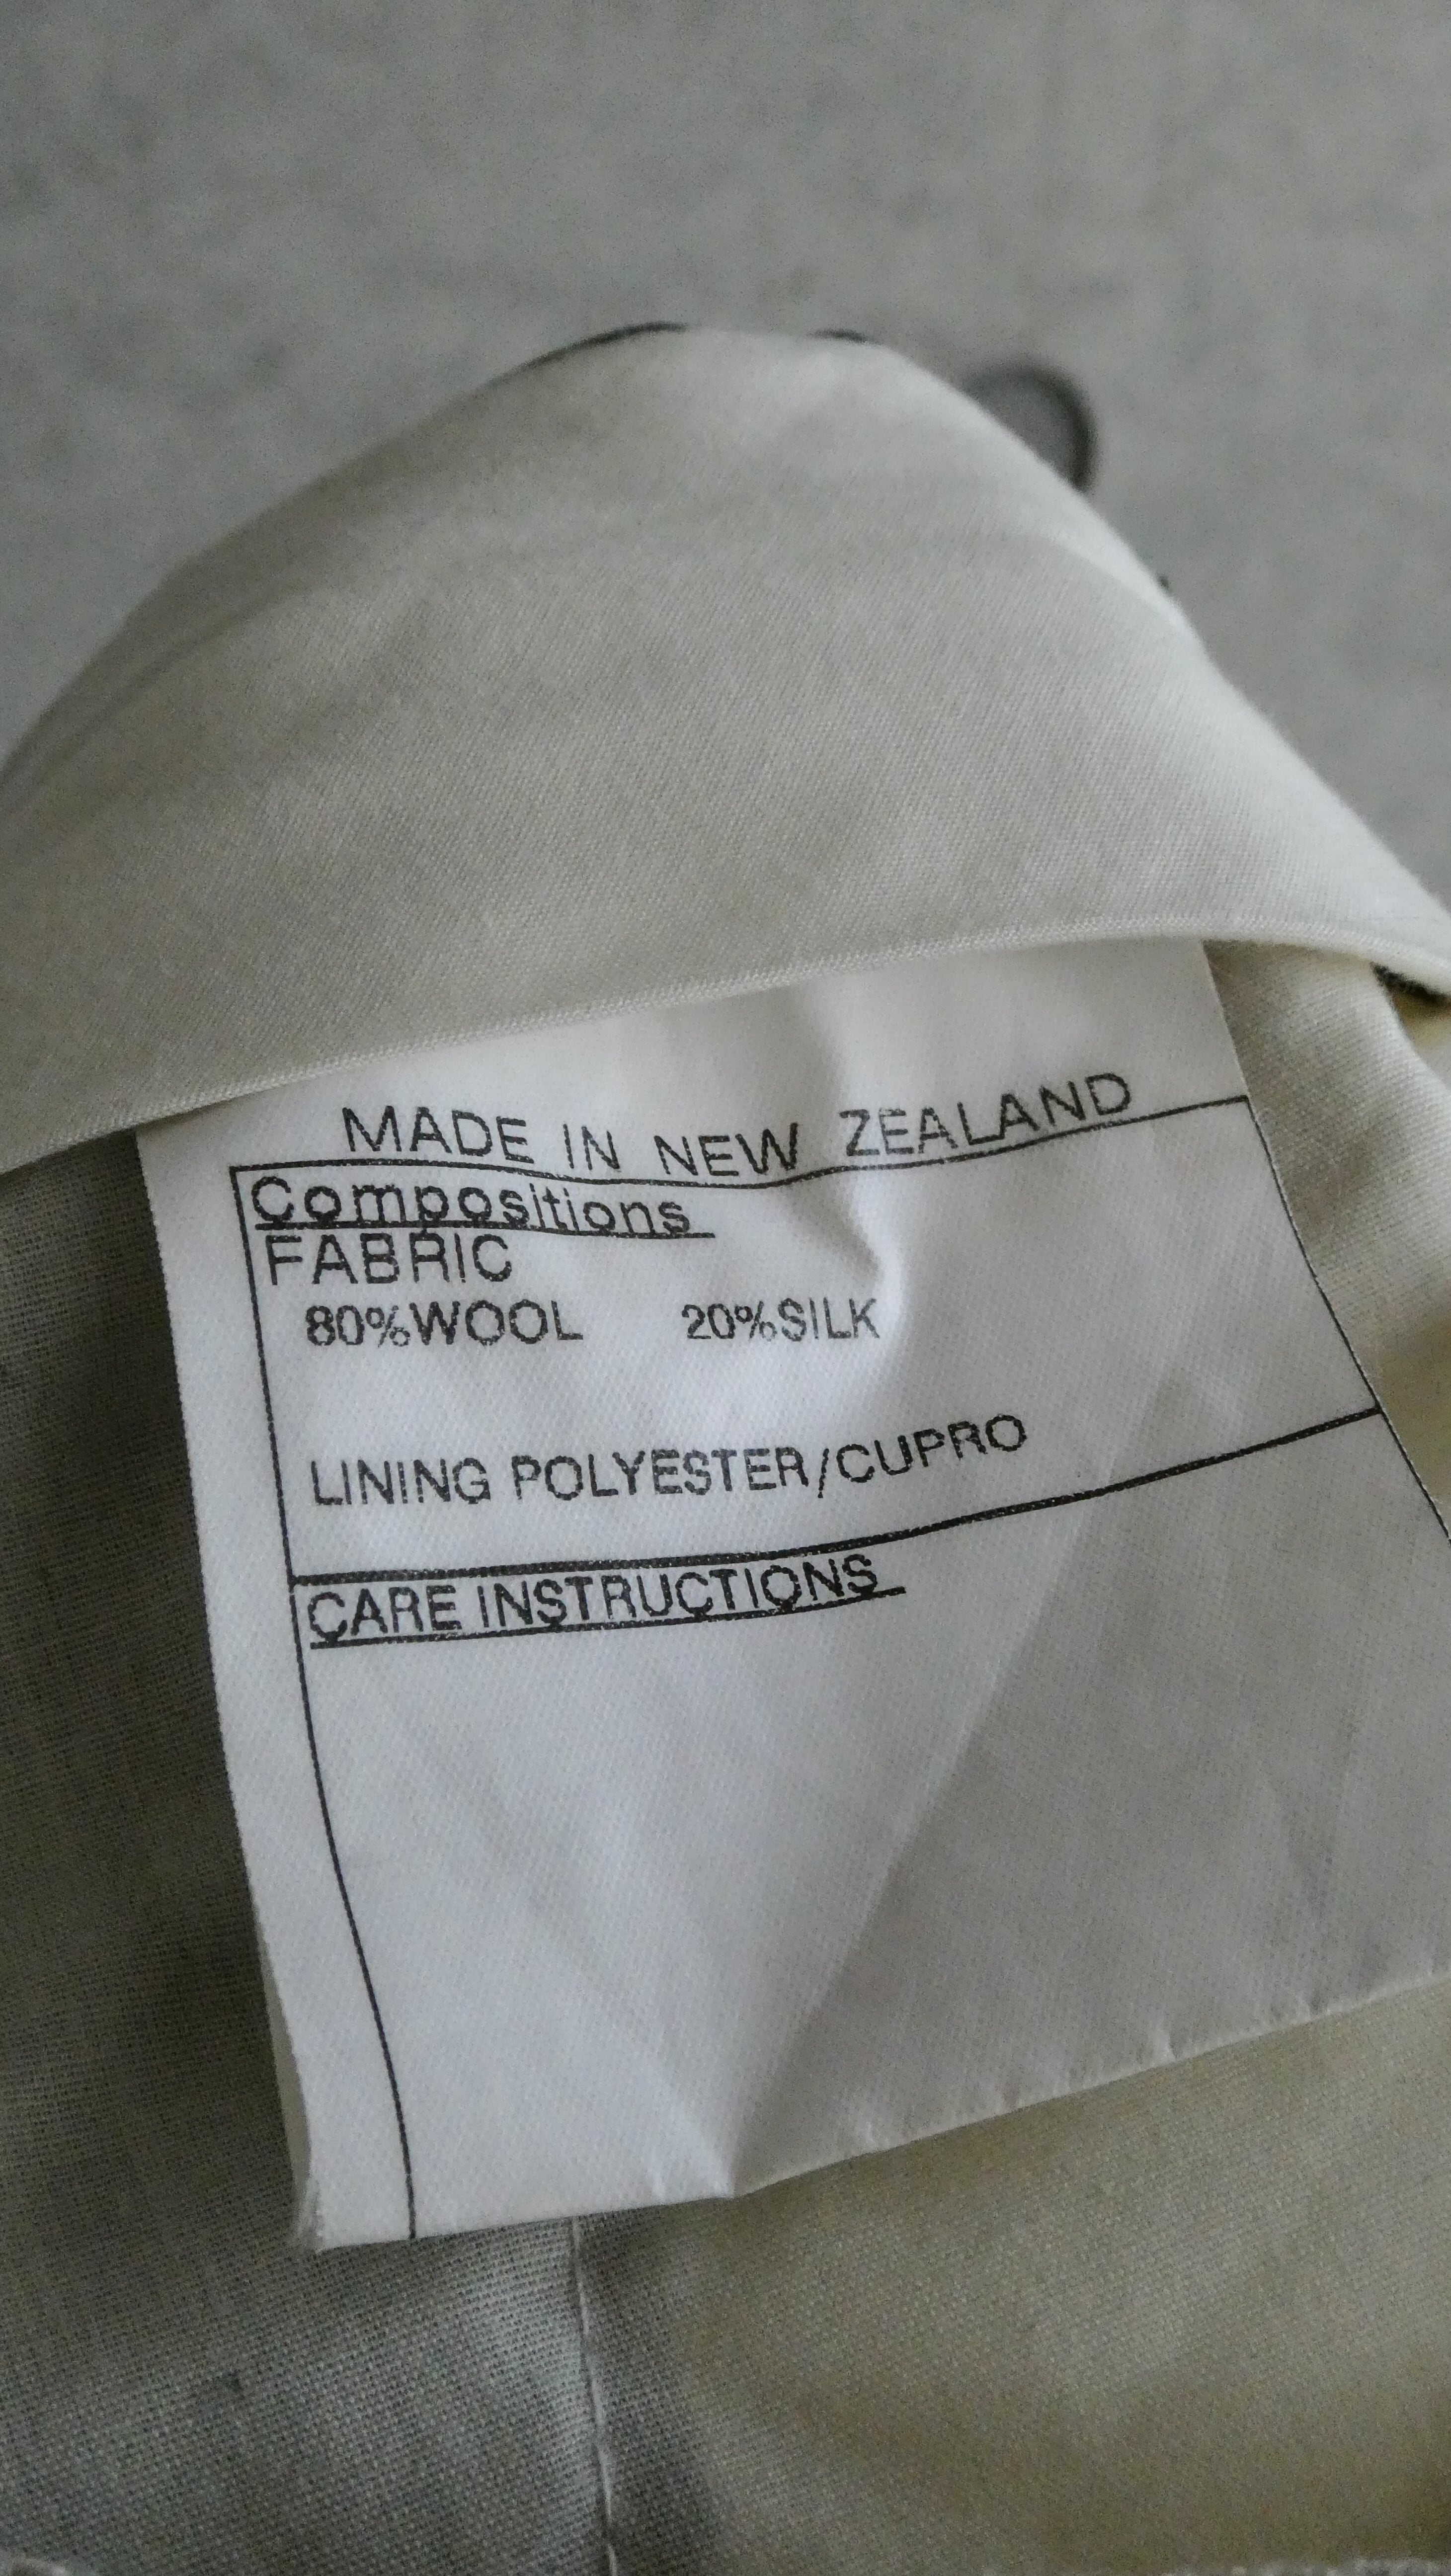 MADE IN NEW ZEALAND
Compositions
FABRIC
80%WOOL 20%SILK
LINING POLYESTER/CUPRO
CARE INSTRUCTIONS